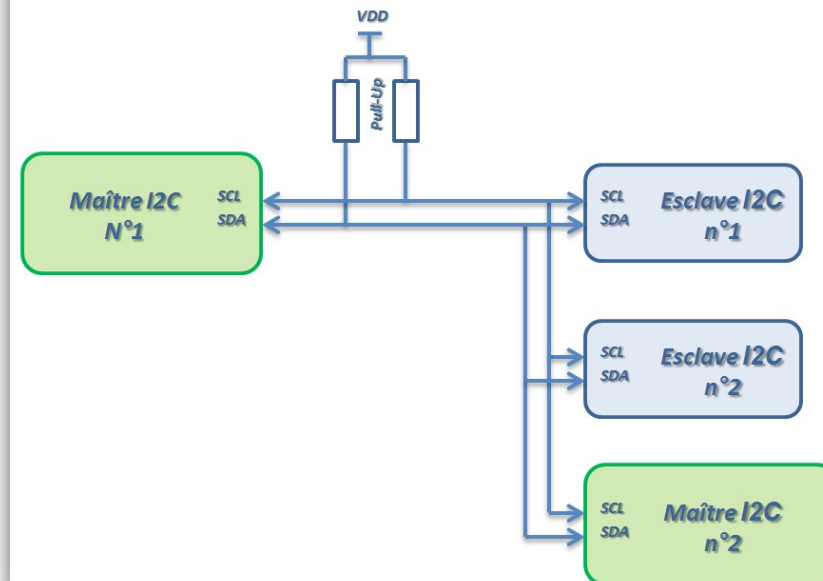 VDD
Pull-Up
Maître I2C
N°1
SCL
SDA
SCL
SDA
Esclave I2C
n°1
SCL
SDA
Esclave I2C
n°2
SCL
SDA
Maître I2C
n°2